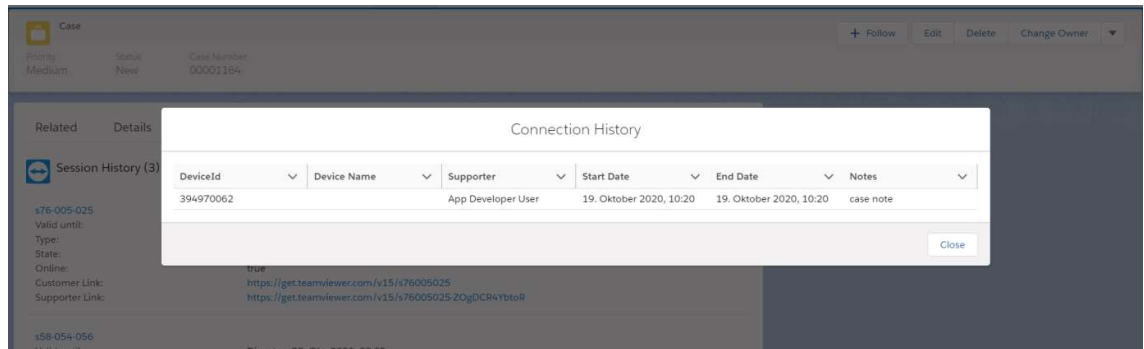 Case
+ Follow Edit Delete Change Owner
Priority Status Case Number
Medium New 00001164
Related Details
Connection History
Session History (3)
DeviceId Device Name Supporter Start Date End Date Notes
394970062 App Developer User 19. Oktober 2020, 10:20 19. Oktober 2020, 10:20 case note
s76-005-025
Valid until:
Type:
State:
Close
Online: true
Customer Link: https://get.teamviewer.com/v15/s76005025
Supporter Link: https://get.teamviewer.com/v15/s76005025-ZOgDCR4YbtoR
s58-054-056